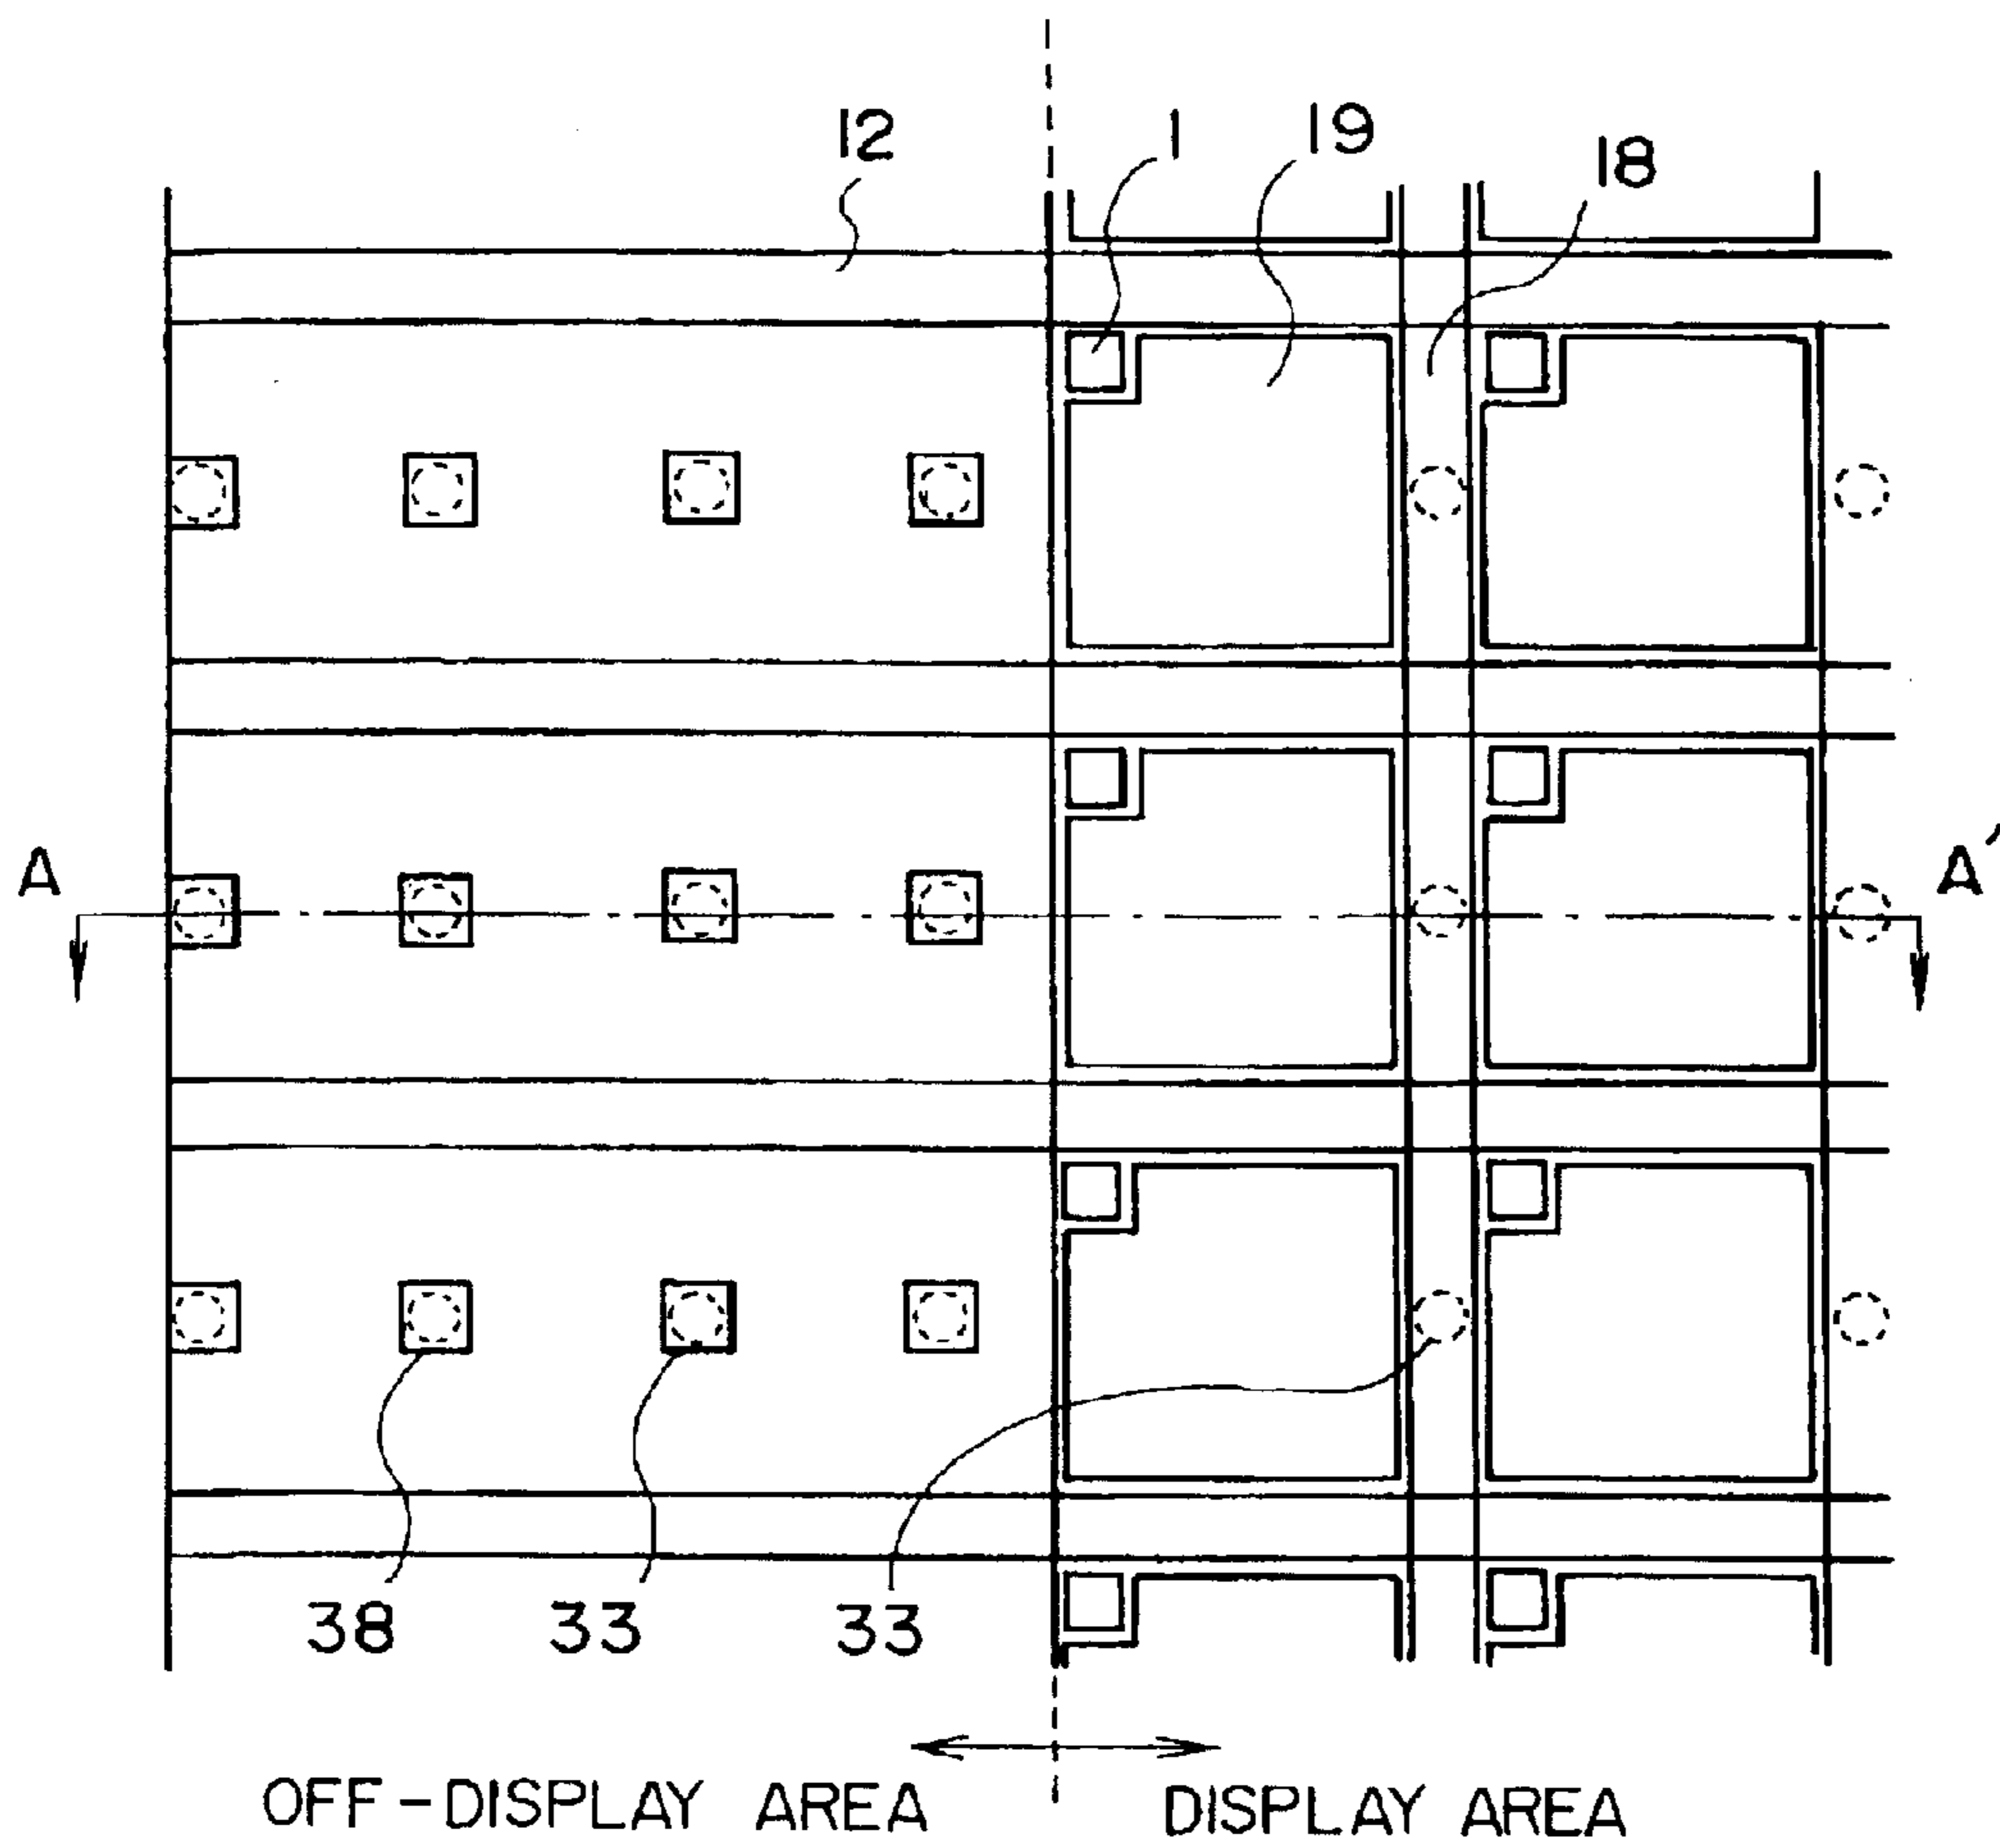 12 1 19 18
A A'
38 33 33
OFF-DISPLAY AREA DISPLAY AREA